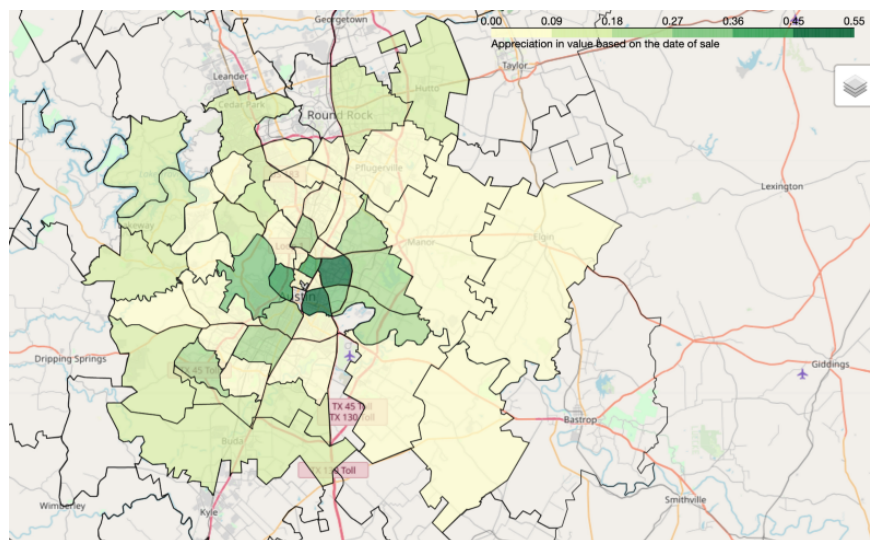 Georgetown
0.00 0.09 0.18 0.27 0.36 0.45 0.55
Appreciation in value based on the date of sale
Taylor
Leander
Hutto
Cedar Park
Round Rock
Pflugerville
Lexington
Elgin
Manor
Dripping Springs
Giddings
TX 45 Toll
TX 45 Toll
TX 130 Toll
Bastrop
Buda
Toll
Smithville
Wimberley
Kyle